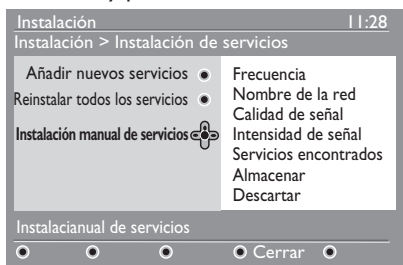 Instalación 11:28
Instalación > Instalación de servicios
Añadir nuevos servicios
Reinstalar todos los servicios
Instalación manual de servicios
Frecuencia
Nombre de la red
Calidad de señal
Intensidad de señal
Servicios encontrados
Almacenar
Descartar
Instalacianual de servicios
Cerrar